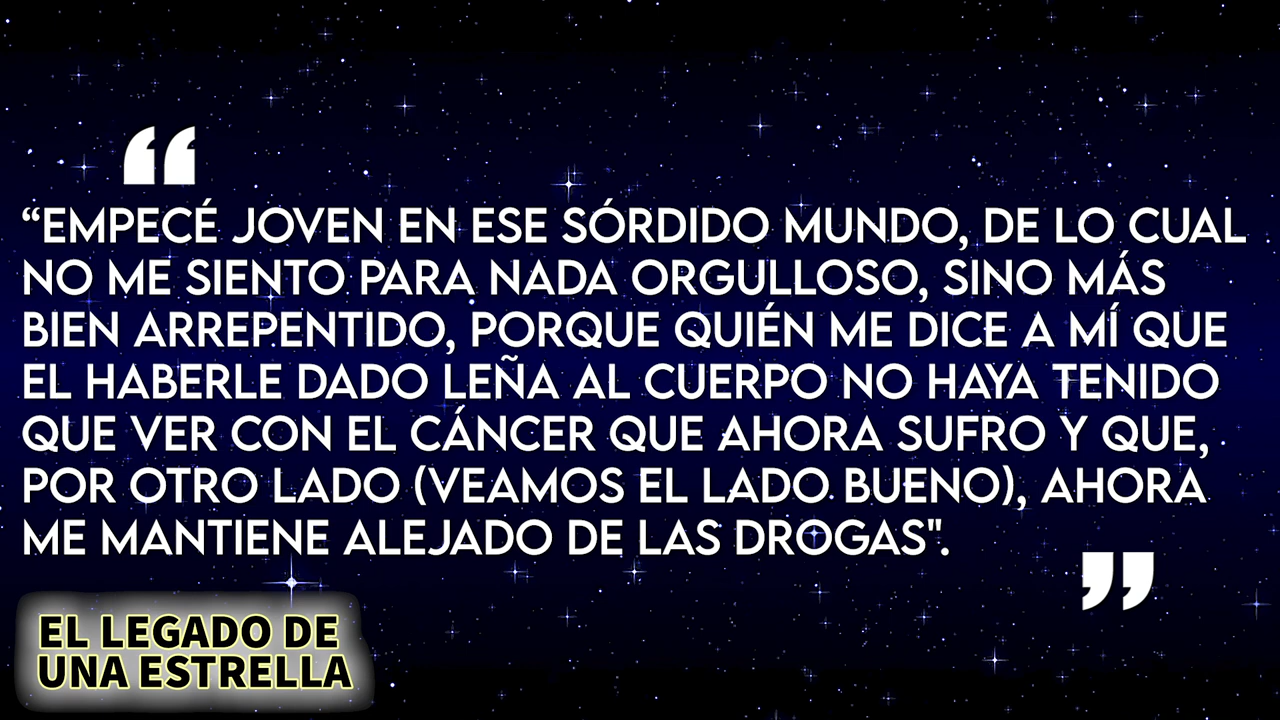 “
“EMPECÉ JOVEN EN ESE SÓRDIDO MUNDO, DE LO CUAL
NO ME SIENTO PARA NADA ORGULLOSO, SINO MÁS
BIEN ARREPENTIDO, PORQUE QUIÉN ME DICE A MÍ QUE
EL HABERLE DADO LEÑA AL CUERPO NO HAYA TENIDO
QUE VER CON EL CÁNCER QUE AHORA SUFRO Y QUE,
POR OTRO LADO (VEAMOS EL LADO BUENO), AHORA
ME MANTIENE ALEJADO DE LAS DROGAS".
”
EL LEGADO DE
UNA ESTRELLA